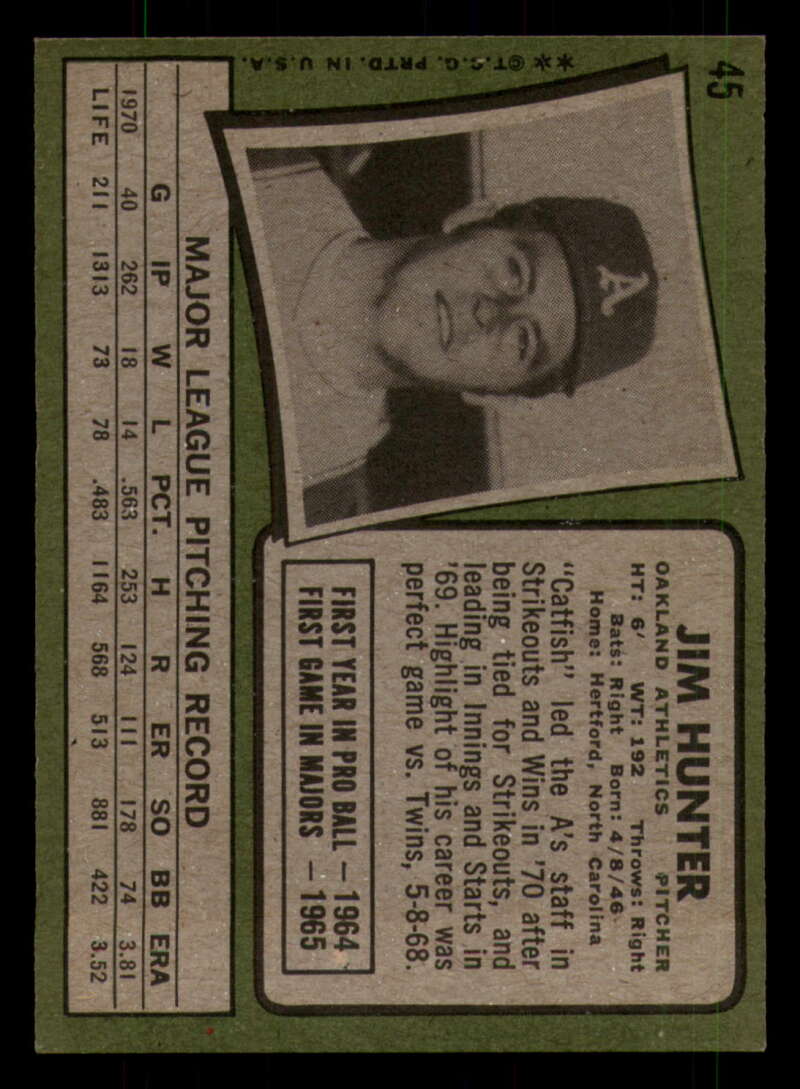 45
**©T.C.G. PRTD. IN U.S.A.
A
JIM HUNTER
OAKLAND ATHLETICS PITCHER
HT: 6' WT: 192 Throws: Right
Bats: Right Born: 4/8/46
Home: Hertford, North Carolina
"Catfish" led the A's staff in
Strikeouts and Wins in '70 after
being tied for Strikeouts, and
leading in Innings and Starts in
'69. Highlight of his career was
perfect game vs. Twins, 5-8-68.
FIRST YEAR IN PRO BALL — 1964
FIRST GAME IN MAJORS — 1965
MAJOR LEAGUE PITCHING RECORD
G IP W L PCT. H R ER SO BB ERA
1970 40 262 18 14 .563 253 124 111 178 74 3.81
LIFE 211 1313 73 78 .483 1164 568 513 881 422 3.52